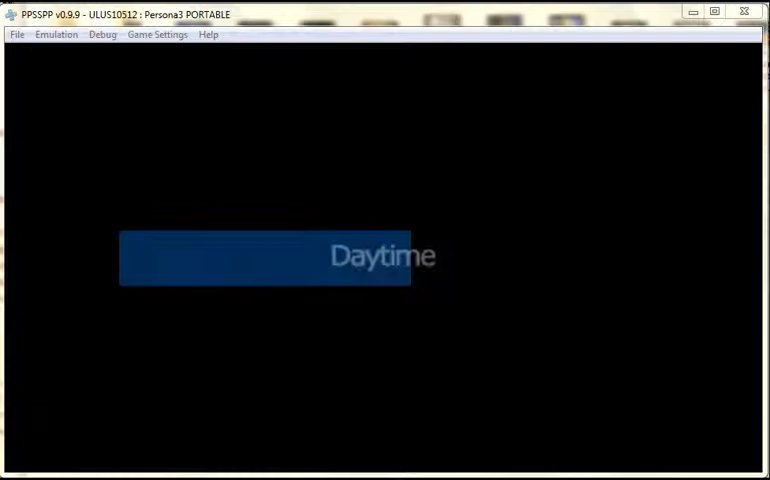 PPSSPP v0.9.9 - ULUS10512 : Persona3 PORTABLE
File Emulation Debug Game Settings Help
Daytime